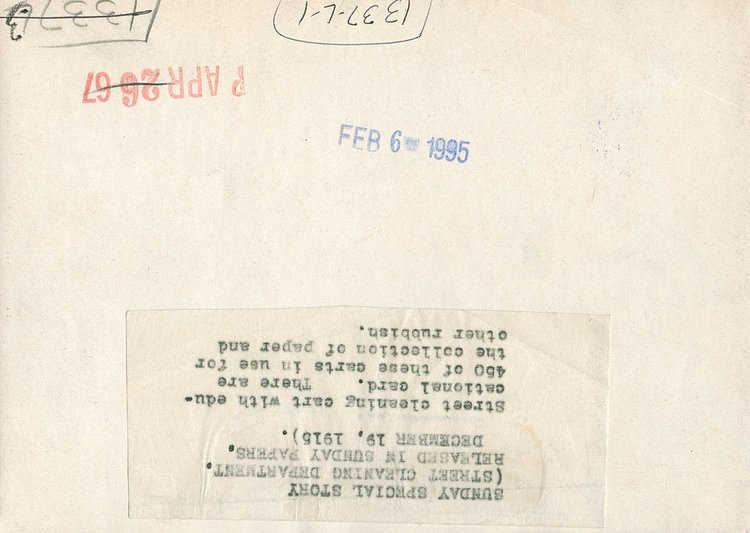 FEB 6 1995
APR 26 67
1337-L-1
SUNDAY SPECIAL STORY
(STREET CLEANING DEPARTMENT.
RELEASED IN SUNDAY PAPERS.
DECEMBER 19, 1915).
Street cleaning cart with edu-
cational card. There are
450 of these carts in use for
the collection of paper and
other rubbish.